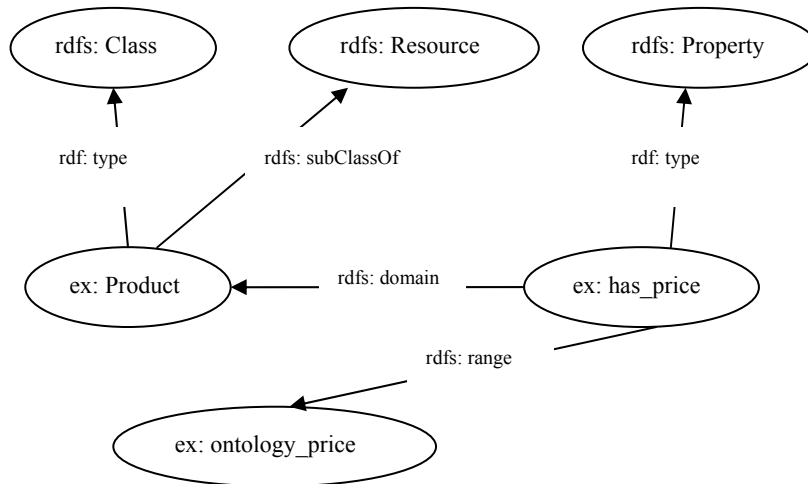 rdfs: Class
rdfs: Resource
rdfs: Property
rdf: type
rdfs: subClassOf
rdf: type
ex: Product
rdfs: domain
ex: has_price
rdfs: range
ex: ontology_price